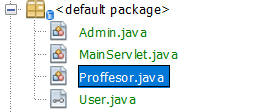 <default package>
Admin.java
MainServlet.java
Proffesor.java
User.java